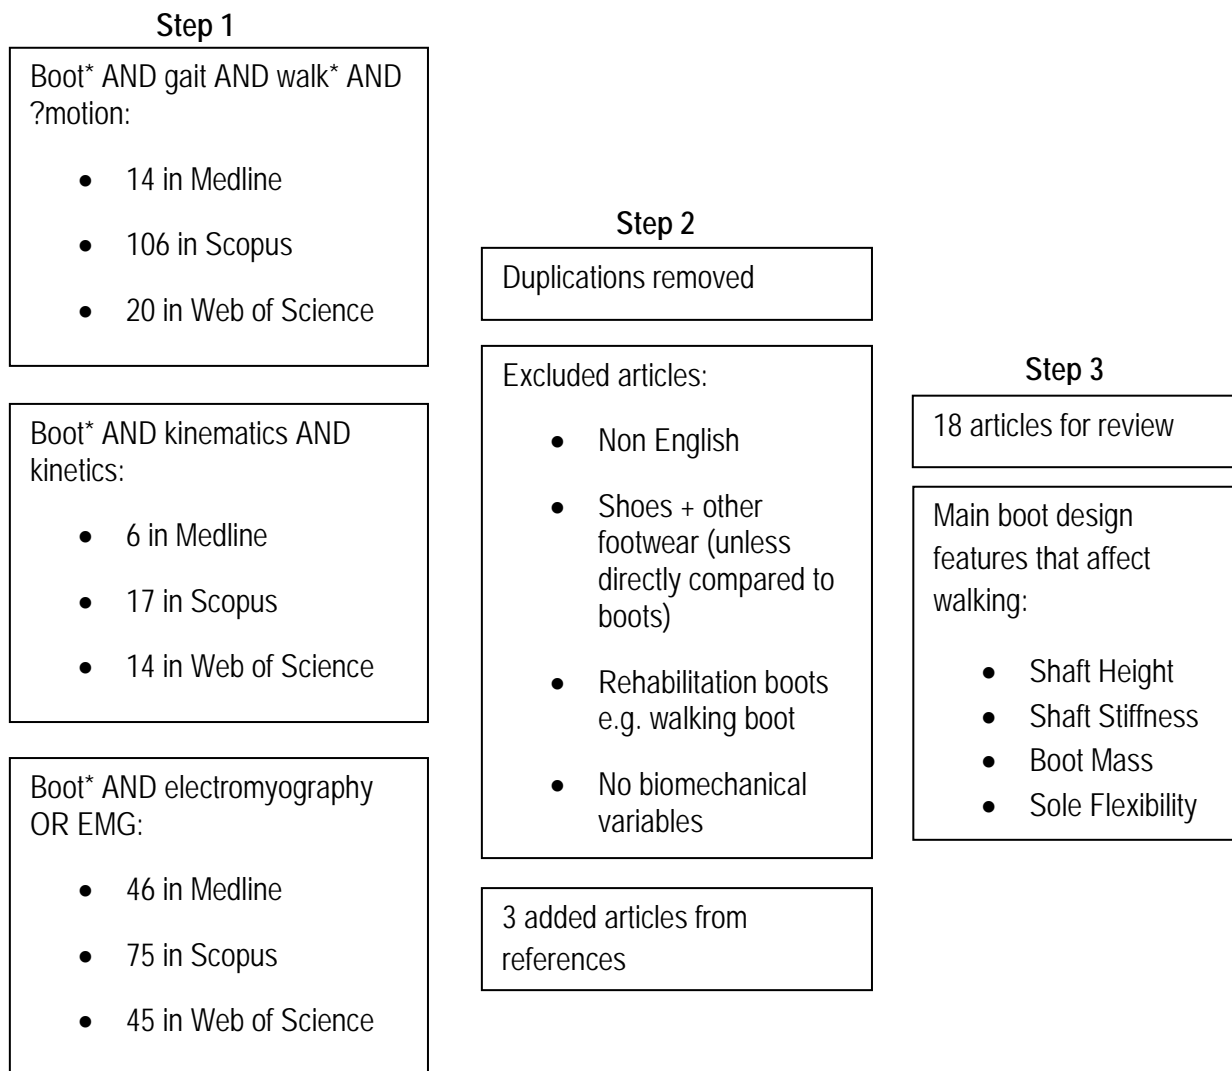 Step 1
Boot* AND gait AND walk* AND
?motion:
• 14 in Medline
• 106 in Scopus
• 20 in Web of Science
Boot* AND kinematics AND
kinetics:
• 6 in Medline
• 17 in Scopus
• 14 in Web of Science
Boot* AND electromyography
OR EMG:
• 46 in Medline
• 75 in Scopus
• 45 in Web of Science
Step 2
Duplications removed
Excluded articles:
• Non English
• Shoes + other
footwear (unless
directly compared to
boots)
• Rehabilitation boots
e.g. walking boot
• No biomechanical
variables
3 added articles from
references
Step 3
18 articles for review
Main boot design
features that affect
walking:
• Shaft Height
• Shaft Stiffness
• Boot Mass
• Sole Flexibility